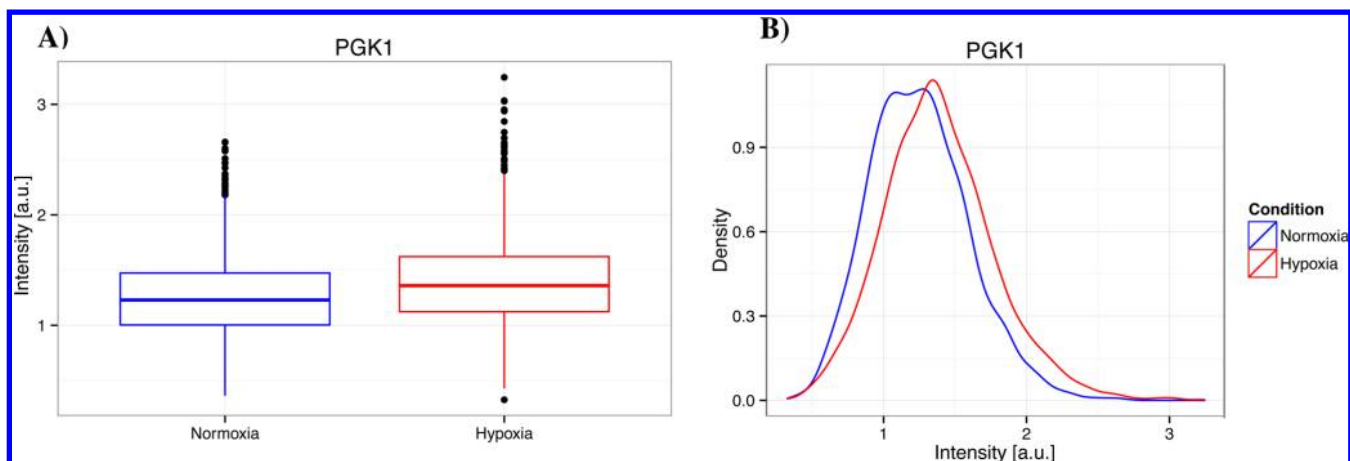 A)
PGK1
Intensity [a.u.]
3
2
1
Normoxia
Hypoxia
B)
PGK1
Density
0.9
0.6
0.3
0.0
1
2
3
Intensity [a.u.]
Condition
Normoxia
Hypoxia